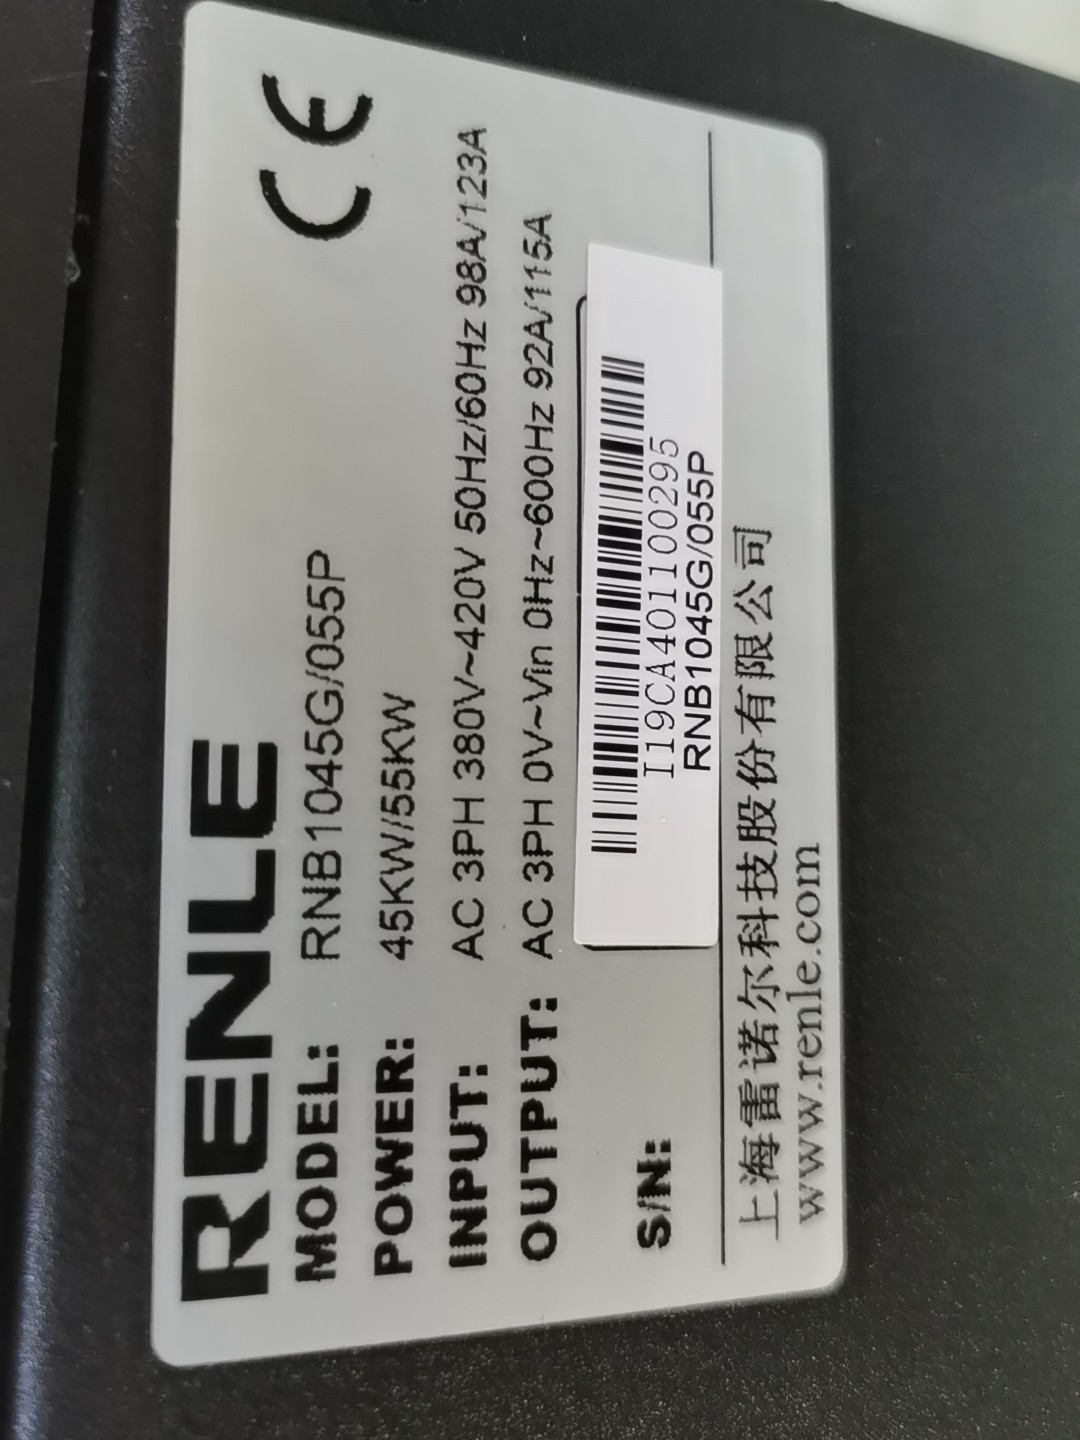 RENLE
CE
MODEL: RNB1045G/055P
POWER: 45KW/55KW
INPUT: AC 3PH 380V~420V 50Hz/60Hz 98A/123A
OUTPUT: AC 3PH 0V~Vin 0Hz~600Hz 92A/115A
S/N:
I19CA401100295
RNB1045G/055P
上海雷诺尔科技股份有限公司
www.renle.com